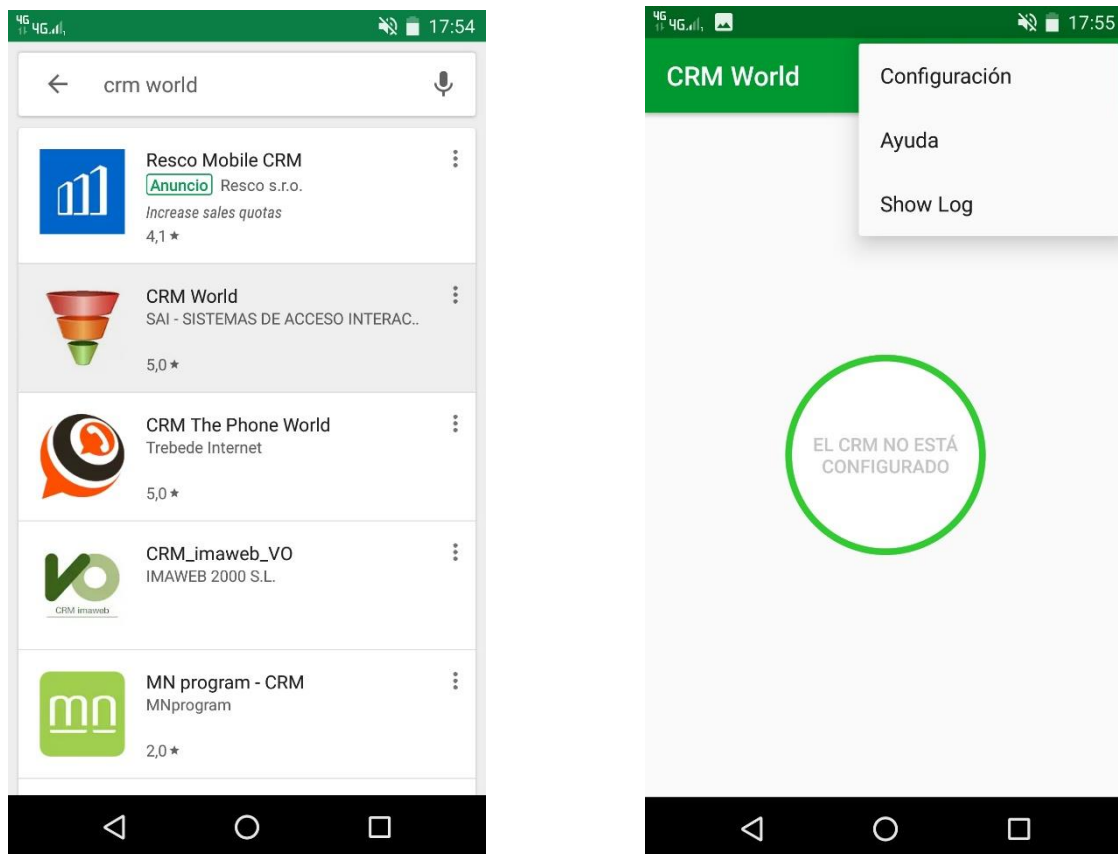 4G 4G 17:54
crm world
Resco Mobile CRM
Anuncio Resco s.r.o.
Increase sales quotas
4,1 ★
CRM World
SAI - SISTEMAS DE ACCESO INTERAC..
5,0 ★
CRM The Phone World
Trebede Internet
5,0 ★
CRM_imaweb_VO
IMAWEB 2000 S.L.
VO
CRM imaweb
MN program - CRM
MNprogram
mn
2,0 ★
4G 4G 17:55
CRM World
Configuración
Ayuda
Show Log
EL CRM NO ESTÁ
CONFIGURADO